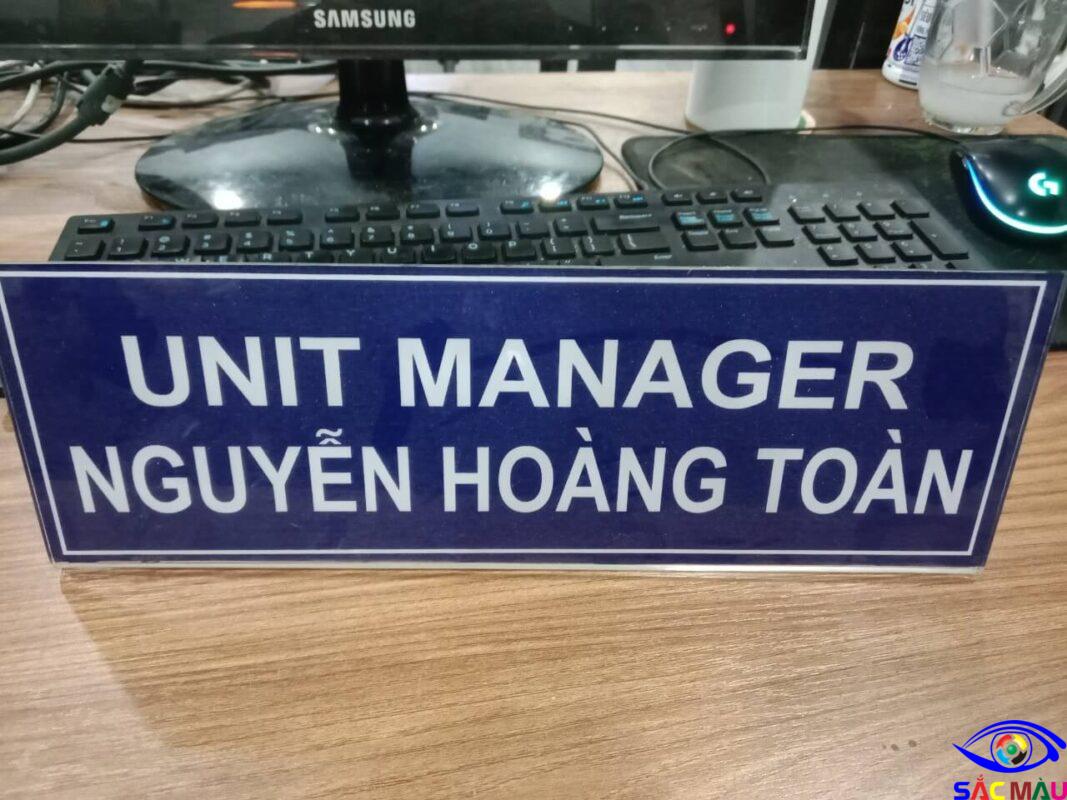 SAMSUNG
UNIT MANAGER
NGUYỄN HOÀNG TOÀN
SẮC MÀU